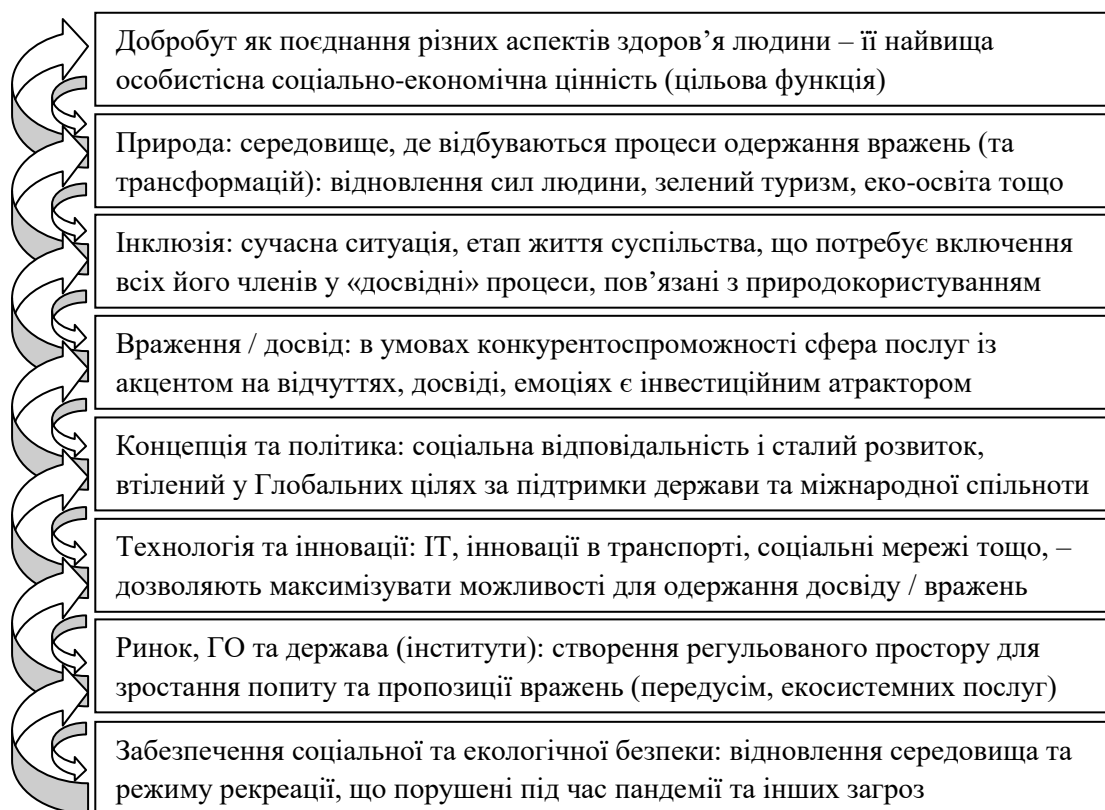 Добробут як поєднання різних аспектів здоров’я людини – її найвища
особистісна соціально-економічна цінність (цільова функція)
Природа: середовище, де відбуваються процеси одержання вражень (та
трансформацій): відновлення сил людини, зелений туризм, еко-освіта тощо
Інклюзія: сучасна ситуація, етап життя суспільства, що потребує включення
всіх його членів у «досвідні» процеси, пов’язані з природокористуванням
Враження / досвід: в умовах конкурентоспроможності сфера послуг із
акцентом на відчуттях, досвіді, емоціях є інвестиційним атрактором
Концепція та політика: соціальна відповідальність і сталий розвиток,
втілений у Глобальних цілях за підтримки держави та міжнародної спільноти
Технологія та інновації: ІТ, інновації в транспорті, соціальні мережі тощо, –
дозволяють максимізувати можливості для одержання досвіду / вражень
Ринок, ГО та держава (інститути): створення регульованого простору для
зростання попиту та пропозиції вражень (передусім, екосистемних послуг)
Забезпечення соціальної та екологічної безпеки: відновлення середовища та
режиму рекреації, що порушені під час пандемії та інших загроз